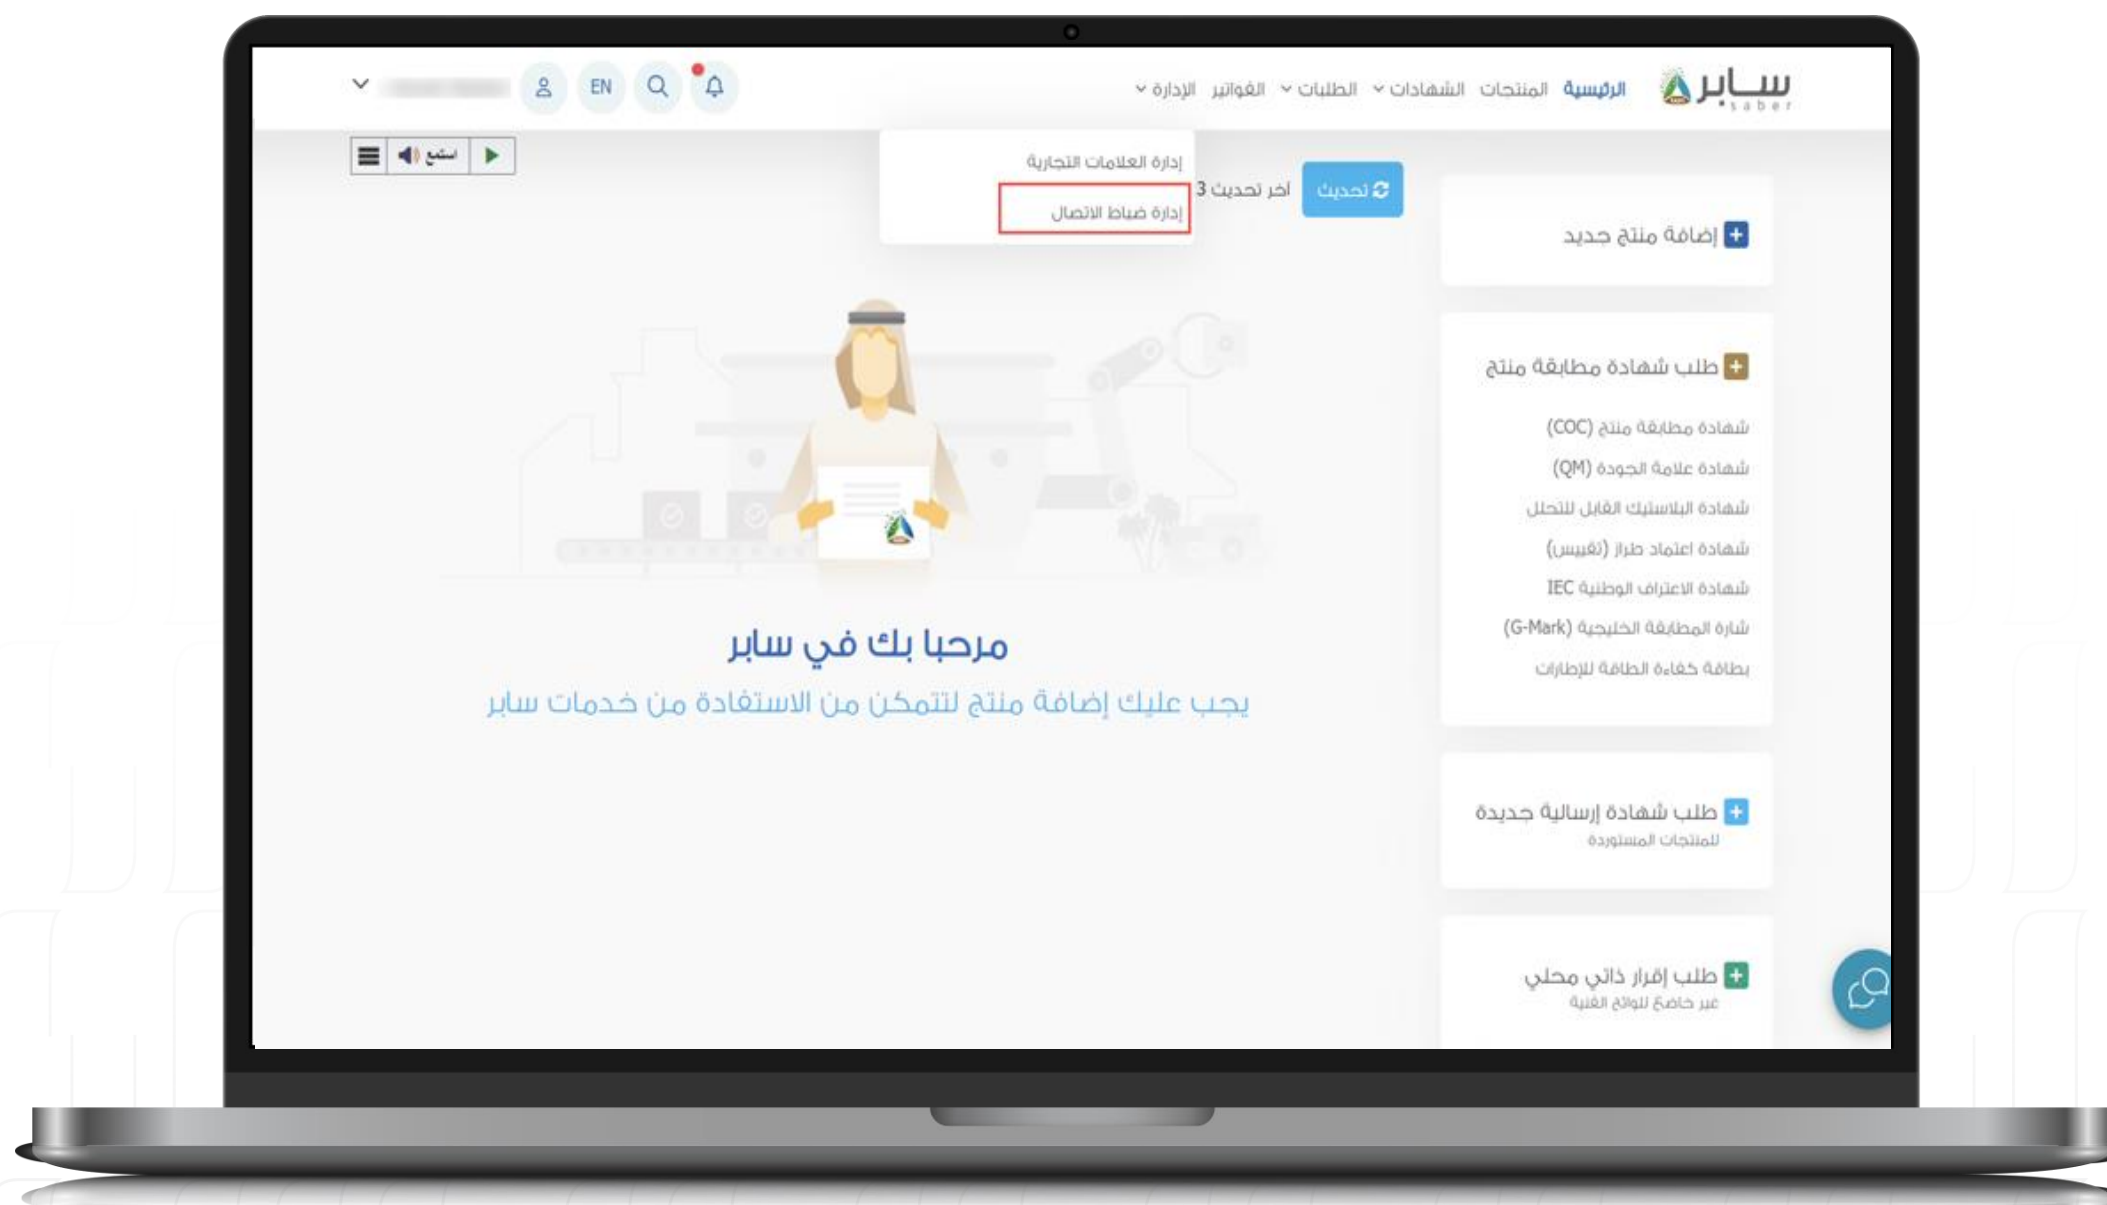 سابر
saber
الرئيسية المنتجات الشهادات الطلبات الفواتير الإدارة
EN
إدارة العلامات التجارية
إدارة ضباط الاتصال
استمع
تحديث
آخر تحديث 3
إضافة منتج جديد
طلب شهادة مطابقة منتج
شهادة مطابقة منتج (COC)
شهادة علامة الجودة (QM)
شهادة البلاستيك القابل للتحلل
شهادة اعتماد طراز (تقييس)
شهادة الاعتراف الوطنية IEC
شارة المطابقة الخليجية (G-Mark)
بطاقة كفاءة الطاقة للإطارات
طلب شهادة إرسالية جديدة
للمنتجات المستوردة
طلب إقرار ذاتي محلي
غير خاضع للوائح الفنية
مرحبا بك في سابر
يجب عليك إضافة منتج لتتمكن من الاستفادة من خدمات سابر